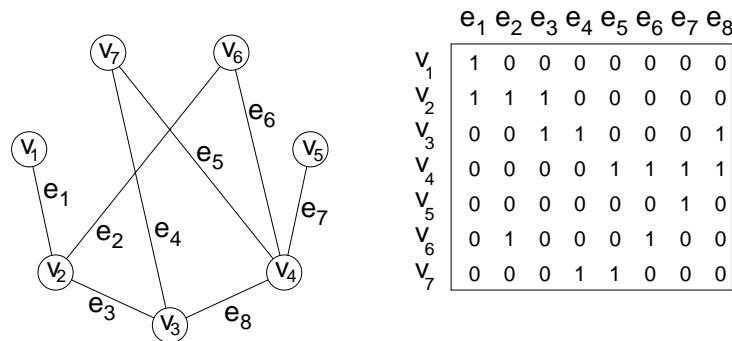 v7 v6
e6
v1 e5 v5
e1
e2 e4 e7
v2 v4
e3 v3 e8
e1 e2 e3 e4 e5 e6 e7 e8
v1 1 0 0 0 0 0 0 0
v2 1 1 1 0 0 0 0 0
v3 0 0 1 1 0 0 0 1
v4 0 0 0 0 1 1 1 1
v5 0 0 0 0 0 0 1 0
v6 0 1 0 0 0 1 0 0
v7 0 0 0 1 1 0 0 0